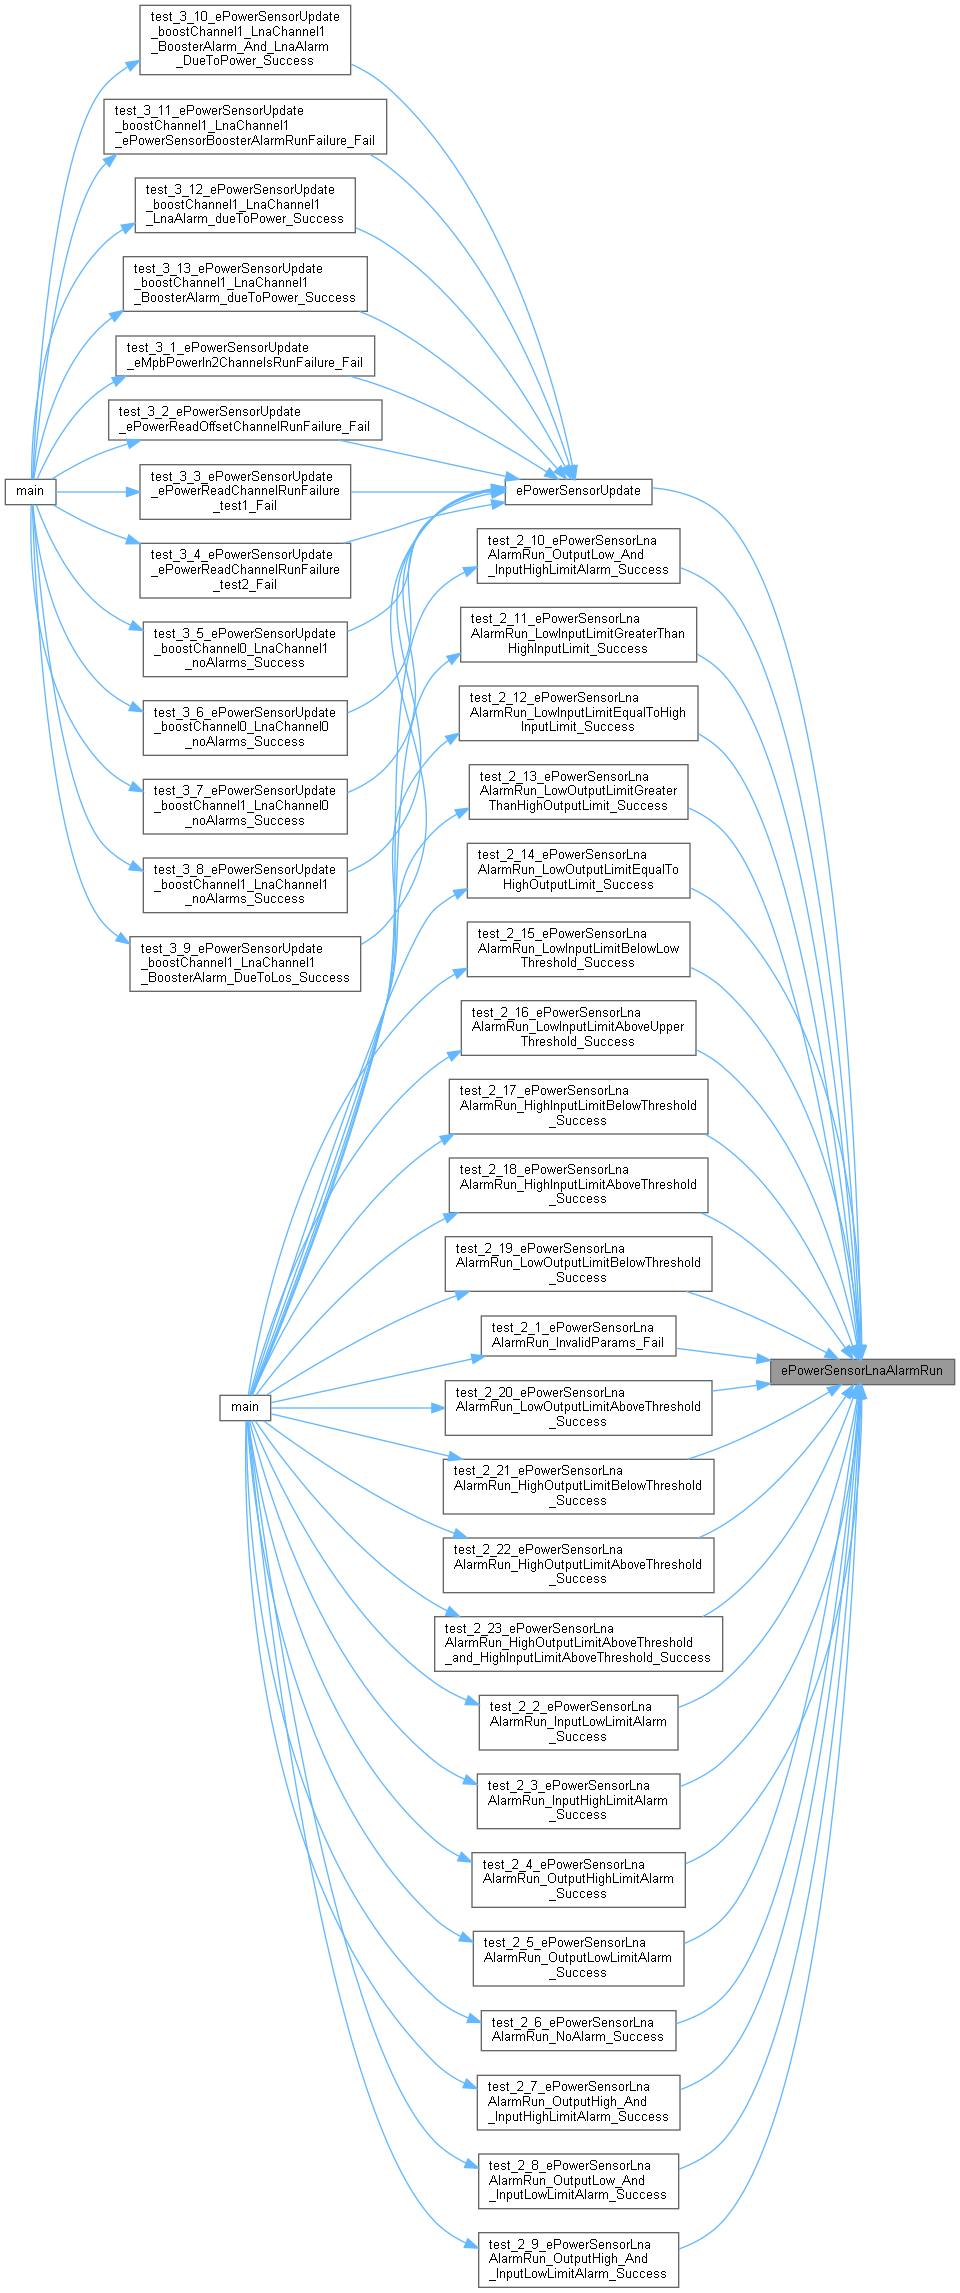 test_3_10_ePowerSensorUpdate
_boostChannel1_LnaChannel1
_BoosterAlarm_And_LnaAlarm
_DueToPower_Success
test_3_11_ePowerSensorUpdate
_boostChannel1_LnaChannel1
_ePowerSensorBoosterAlarmRunFailure_Fail
test_3_12_ePowerSensorUpdate
_boostChannel1_LnaChannel1
_LnaAlarm_dueToPower_Success
test_3_13_ePowerSensorUpdate
_boostChannel1_LnaChannel1
_BoosterAlarm_dueToPower_Success
test_3_1_ePowerSensorUpdate
_eMpbPowerIn2ChannelsRunFailure_Fail
test_3_2_ePowerSensorUpdate
_ePowerReadOffsetChannelRunFailure_Fail
main
test_3_3_ePowerSensorUpdate
_ePowerReadChannelRunFailure
_test1_Fail
ePowerSensorUpdate
test_3_4_ePowerSensorUpdate
_ePowerReadChannelRunFailure
_test2_Fail
test_3_5_ePowerSensorUpdate
_boostChannel0_LnaChannel1
_noAlarms_Success
test_3_6_ePowerSensorUpdate
_boostChannel0_LnaChannel0
_noAlarms_Success
test_3_7_ePowerSensorUpdate
_boostChannel1_LnaChannel0
_noAlarms_Success
test_3_8_ePowerSensorUpdate
_boostChannel1_LnaChannel1
_noAlarms_Success
test_3_9_ePowerSensorUpdate
_boostChannel1_LnaChannel1
_BoosterAlarm_DueToLos_Success
test_2_10_ePowerSensorLna
AlarmRun_OutputLow_And
_InputHighLimitAlarm_Success
test_2_11_ePowerSensorLna
AlarmRun_LowInputLimitGreaterThan
HighInputLimit_Success
test_2_12_ePowerSensorLna
AlarmRun_LowInputLimitEqualToHigh
InputLimit_Success
test_2_13_ePowerSensorLna
AlarmRun_LowOutputLimitGreater
ThanHighOutputLimit_Success
test_2_14_ePowerSensorLna
AlarmRun_LowOutputLimitEqualTo
HighOutputLimit_Success
test_2_15_ePowerSensorLna
AlarmRun_LowInputLimitBelowLow
Threshold_Success
test_2_16_ePowerSensorLna
AlarmRun_LowInputLimitAboveUpper
Threshold_Success
test_2_17_ePowerSensorLna
AlarmRun_HighInputLimitBelowThreshold
_Success
test_2_18_ePowerSensorLna
AlarmRun_HighInputLimitAboveThreshold
_Success
test_2_19_ePowerSensorLna
AlarmRun_LowOutputLimitBelowThreshold
_Success
test_2_1_ePowerSensorLna
AlarmRun_InvalidParams_Fail
ePowerSensorLnaAlarmRun
main
test_2_20_ePowerSensorLna
AlarmRun_LowOutputLimitAboveThreshold
_Success
test_2_21_ePowerSensorLna
AlarmRun_HighOutputLimitBelowThreshold
_Success
test_2_22_ePowerSensorLna
AlarmRun_HighOutputLimitAboveThreshold
_Success
test_2_23_ePowerSensorLna
AlarmRun_HighOutputLimitAboveThreshold
_and_HighInputLimitAboveThreshold_Success
test_2_2_ePowerSensorLna
AlarmRun_InputLowLimitAlarm
_Success
test_2_3_ePowerSensorLna
AlarmRun_InputHighLimitAlarm
_Success
test_2_4_ePowerSensorLna
AlarmRun_OutputHighLimitAlarm
_Success
test_2_5_ePowerSensorLna
AlarmRun_OutputLowLimitAlarm
_Success
test_2_6_ePowerSensorLna
AlarmRun_NoAlarm_Success
test_2_7_ePowerSensorLna
AlarmRun_OutputHigh_And
_InputHighLimitAlarm_Success
test_2_8_ePowerSensorLna
AlarmRun_OutputLow_And
_InputLowLimitAlarm_Success
test_2_9_ePowerSensorLna
AlarmRun_OutputHigh_And
_InputLowLimitAlarm_Success